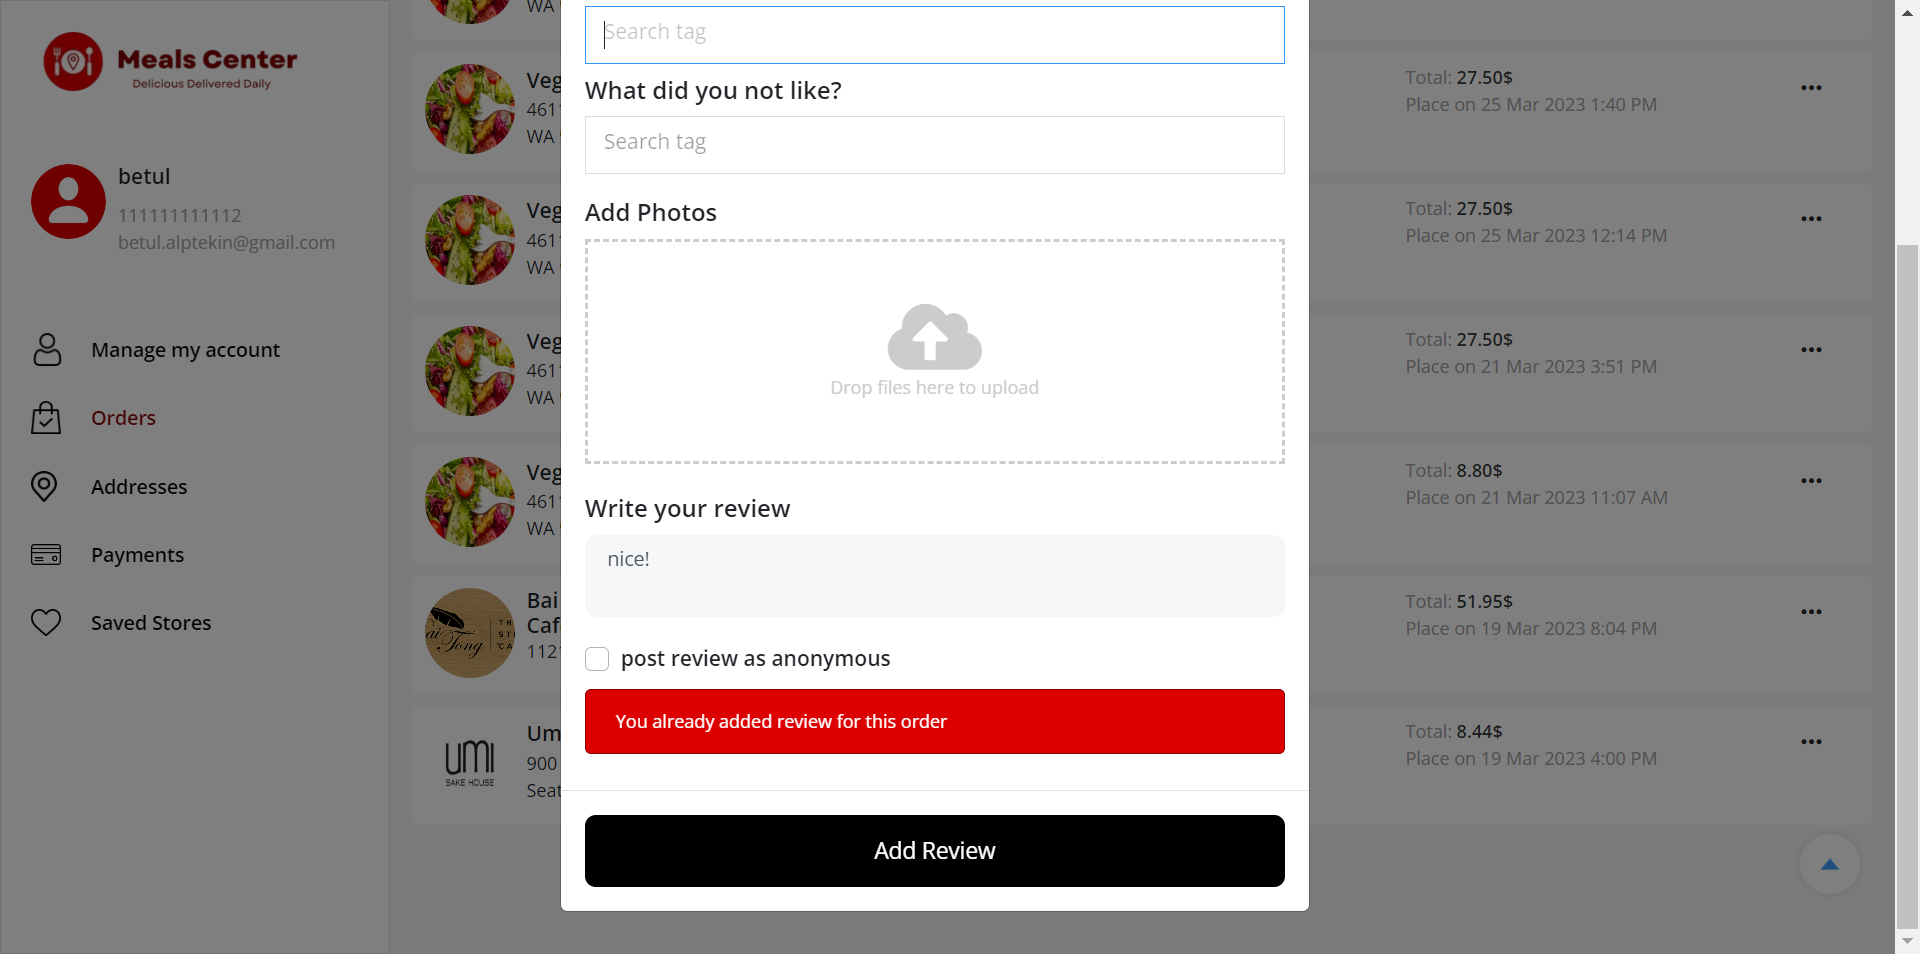 Meals Center
Delicious Delivered Daily
betul
111111111112
betul.alptekin@gmail.com
Manage my account
Orders
Addresses
Payments
Saved Stores
WA
Veg
461
WA
Total: 27.50$
Place on 25 Mar 2023 1:40 PM
Veg
461
WA
Total: 27.50$
Place on 25 Mar 2023 12:14 PM
Veg
461
WA
Total: 27.50$
Place on 21 Mar 2023 3:51 PM
Veg
461
WA
Total: 8.80$
Place on 21 Mar 2023 11:07 AM
Bai
Caf
112
Total: 51.95$
Place on 19 Mar 2023 8:04 PM
UMI
SAKE HOUSE
Um
900
Seat
Total: 8.44$
Place on 19 Mar 2023 4:00 PM
Search tag
What did you not like?
Search tag
Add Photos
Drop files here to upload
Write your review
nice!
post review as anonymous
You already added review for this order
Add Review